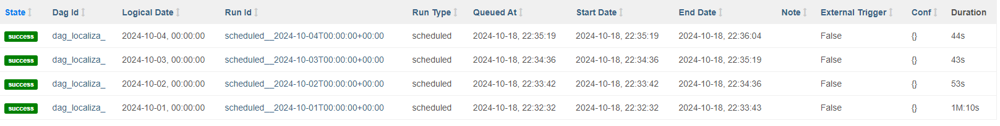 State Dag Id Logical Date Run Id Run Type Queued At Start Date End Date Note External Trigger Conf Duration
success dag_localiza_ 2024-10-04, 00:00:00 scheduled__2024-10-04T00:00:00+00:00 scheduled 2024-10-18, 22:35:19 2024-10-18, 22:35:19 2024-10-18, 22:36:04 False {} 44s
success dag_localiza_ 2024-10-03, 00:00:00 scheduled__2024-10-03T00:00:00+00:00 scheduled 2024-10-18, 22:34:36 2024-10-18, 22:34:36 2024-10-18, 22:35:19 False {} 43s
success dag_localiza_ 2024-10-02, 00:00:00 scheduled__2024-10-02T00:00:00+00:00 scheduled 2024-10-18, 22:33:42 2024-10-18, 22:33:42 2024-10-18, 22:34:36 False {} 53s
success dag_localiza_ 2024-10-01, 00:00:00 scheduled__2024-10-01T00:00:00+00:00 scheduled 2024-10-18, 22:32:32 2024-10-18, 22:32:32 2024-10-18, 22:33:43 False {} 1M:10s